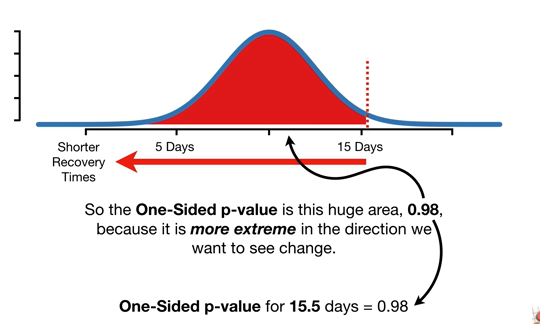 5 Days
15 Days
Shorter
Recovery
Times
So the One-Sided p-value is this huge area, 0.98,
because it is more extreme in the direction we
want to see change.
One-Sided p-value for 15.5 days = 0.98